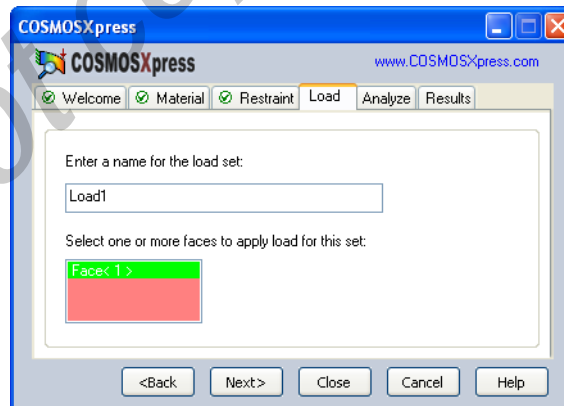 COSMOSXpress
COSMOSXpress www.COSMOSXpress.com
Welcome Material Restraint Load Analyze Results
Enter a name for the load set:
Load1
Select one or more faces to apply load for this set:
Face< 1 >
<Back Next> Close Cancel Help